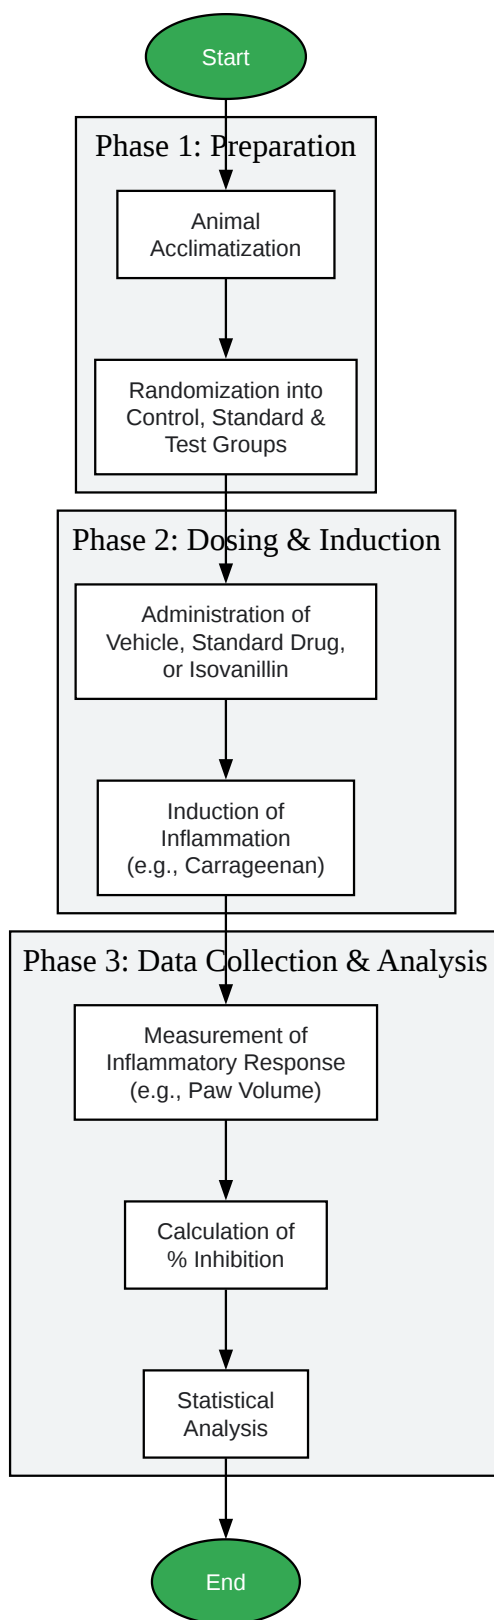 Start
Phase 1: Preparation
Animal
Acclimatization
Randomization into
Control, Standard &
Test Groups
Phase 2: Dosing & Induction
Administration of
Vehicle, Standard Drug,
or Isovanillin
Induction of
Inflammation
(e.g., Carrageenan)
Phase 3: Data Collection & Analysis
Measurement of
Inflammatory Response
(e.g., Paw Volume)
Calculation of
% Inhibition
Statistical
Analysis
End